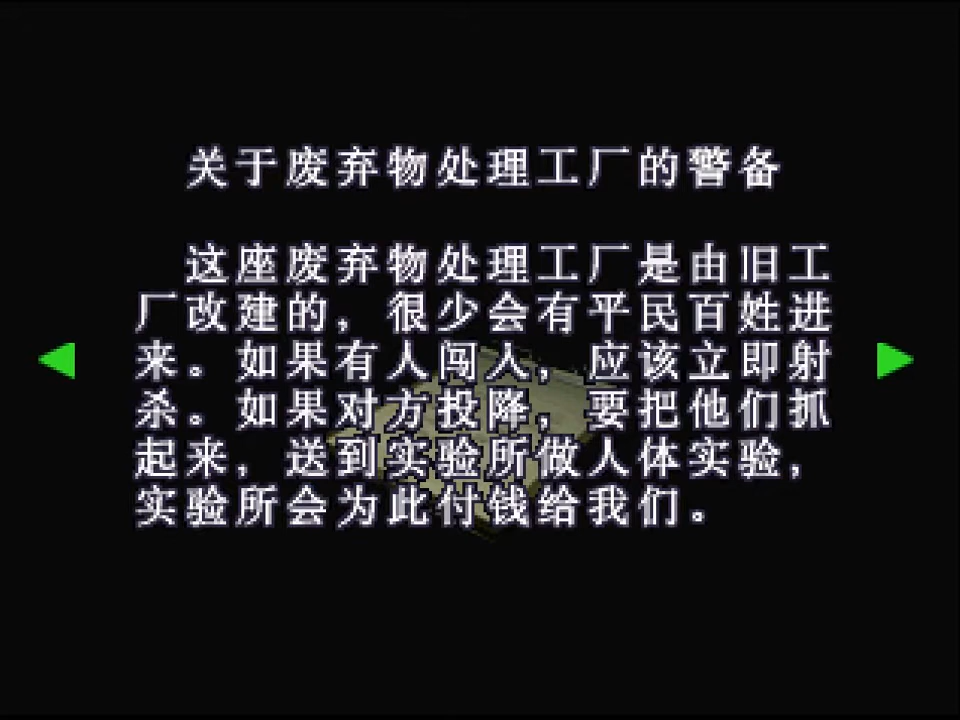 关于废弃物处理工厂的警备
这座废弃物处理工厂是由旧工
厂改建的，很少会有平民百姓进
来。如果有人闯入，应该立即射
杀。如果对方投降，要把他们抓
起来，送到实验所做人体实验，
实验所会为此付钱给我们。